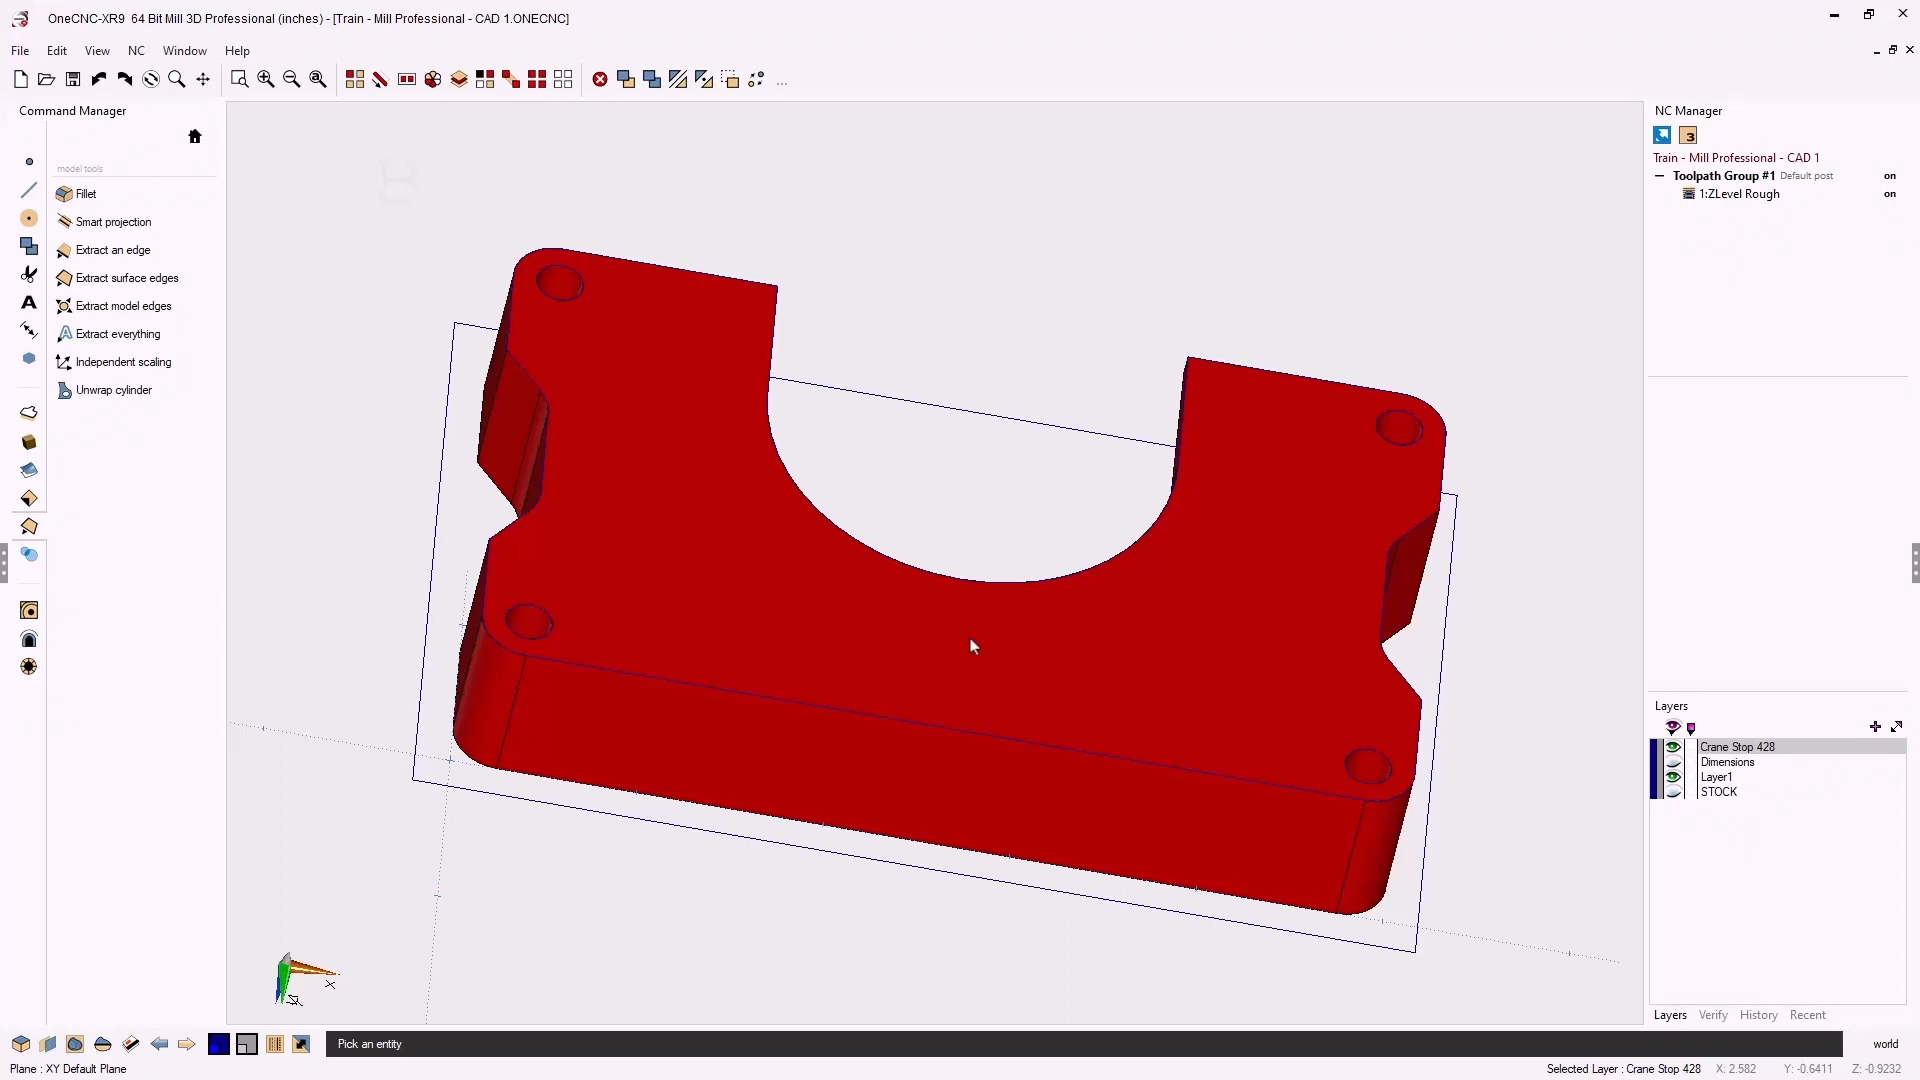 OneCNC-XR9 64 Bit Mill 3D Professional (inches) - [Train - Mill Professional - CAD 1.ONECNC]
File Edit View NC Window Help
Command Manager
model tools
Fillet
Smart projection
Extract an edge
Extract surface edges
Extract model edges
Extract everything
Independent scaling
Unwrap cylinder
NC Manager
3
Train - Mill Professional - CAD 1
Toolpath Group #1 Default post on
1:ZLevel Rough on
Layers
Crane Stop 428
Dimensions
Layer1
STOCK
Layers Verify History Recent
X
Pick an entity
world
Plane : XY Default Plane
Selected Layer : Crane Stop 428 X: 2.582 Y: -0.6411 Z: -0.9232